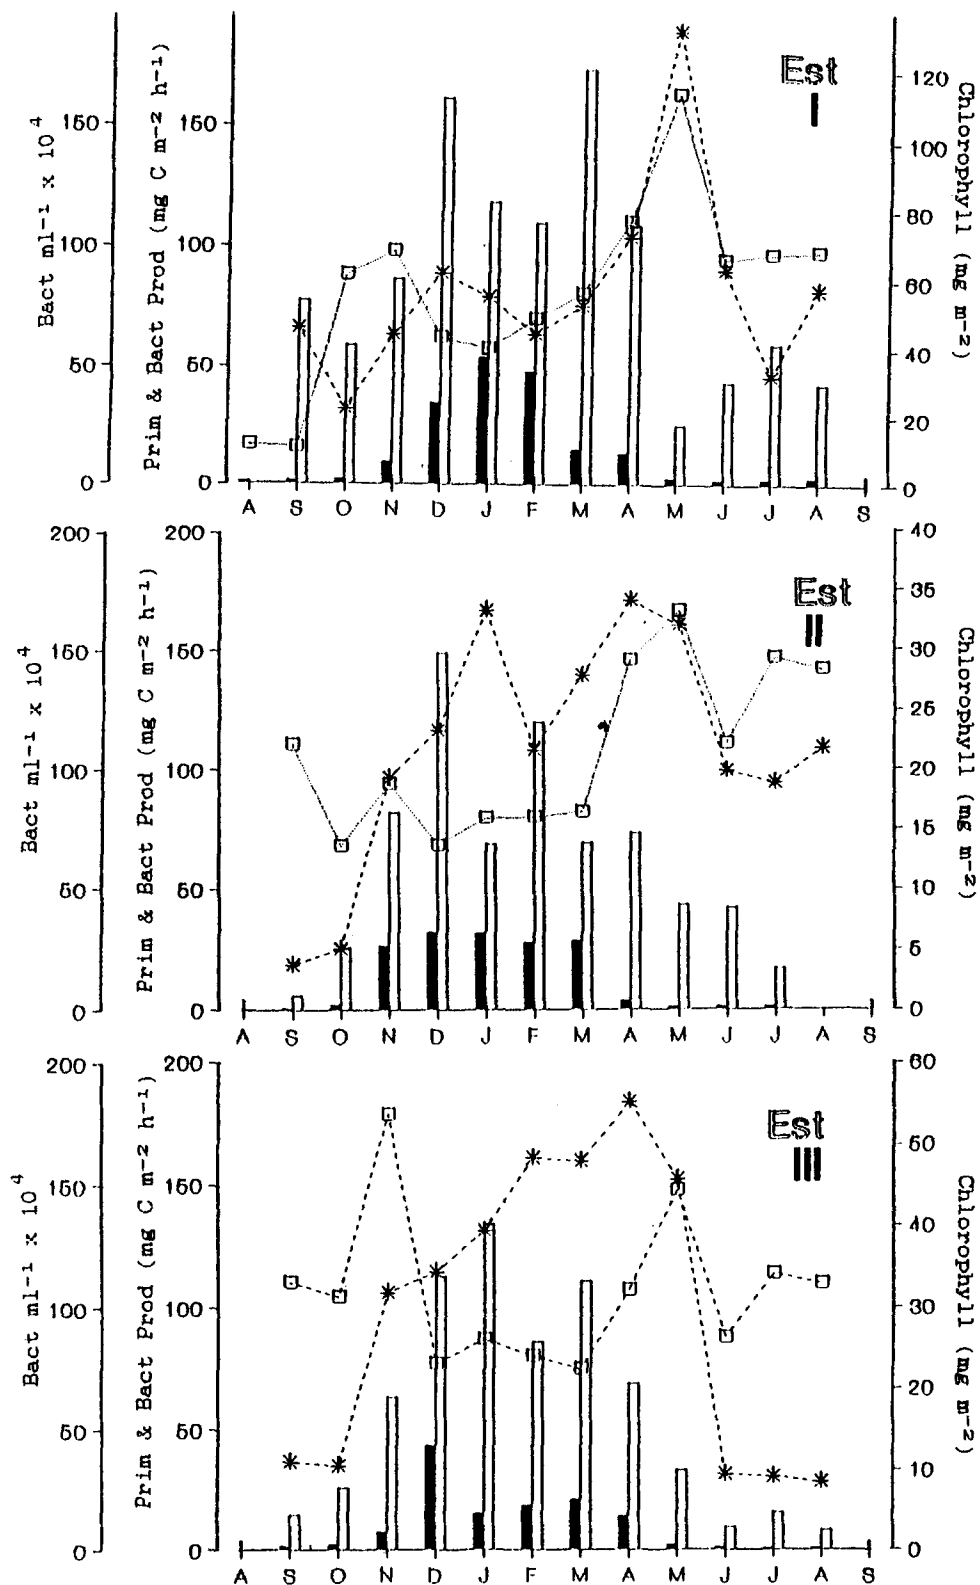 Est
I
Bact ml⁻¹ x 10⁴
150
100
50
0
Prim & Bact Prod (mg C m⁻² h⁻¹)
150
100
50
0
Chlorophyll (mg m⁻²)
120
100
80
60
40
20
0
A S O N D J F M A M J J A S
Est
II
Bact ml⁻¹ x 10⁴
200
150
100
50
0
Prim & Bact Prod (mg C m⁻² h⁻¹)
200
150
100
50
0
Chlorophyll (mg m⁻²)
40
35
30
25
20
15
10
5
0
A S O N D J F M A M J J A S
Est
III
Bact ml⁻¹ x 10⁴
200
150
100
50
0
Prim & Bact Prod (mg C m⁻² h⁻¹)
200
150
100
50
0
Chlorophyll (mg m⁻²)
60
50
40
30
20
10
0
A S O N D J F M A M J J A S